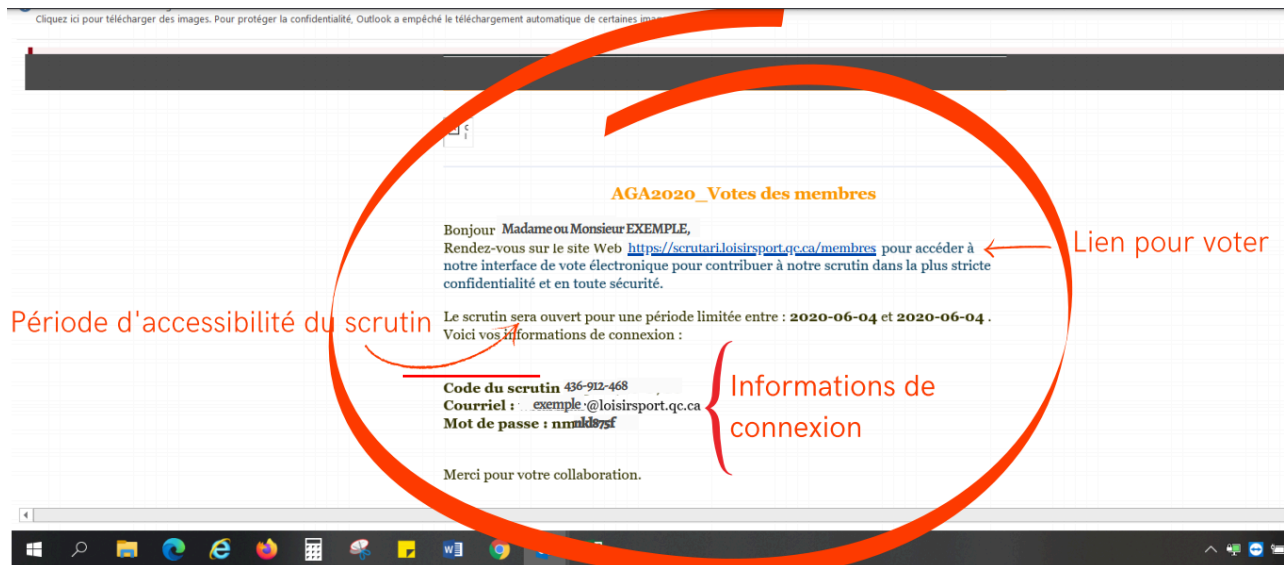 Cliquez ici pour télécharger des images. Pour protéger la confidentialité, Outlook a empêché le téléchargement automatique de certaines
AGA2020_Votes des membres
Bonjour Madame ou Monsieur EXEMPLE,
Rendez-vous sur le site Web https://scrutari.loisirsport.qc.ca/membres pour accéder à
notre interface de vote électronique pour contribuer à notre scrutin dans la plus stricte
confidentialité et en toute sécurité.
Lien pour voter
Période d'accessibilité du scrutin
Le scrutin sera ouvert pour une période limitée entre : 2020-06-04 et 2020-06-04 .
Voici vos informations de connexion :
Code du scrutin 436-912-468
Courriel : exemple @loisirsport.qc.ca
Mot de passe :
Informations de
connexion
Merci pour votre collaboration.